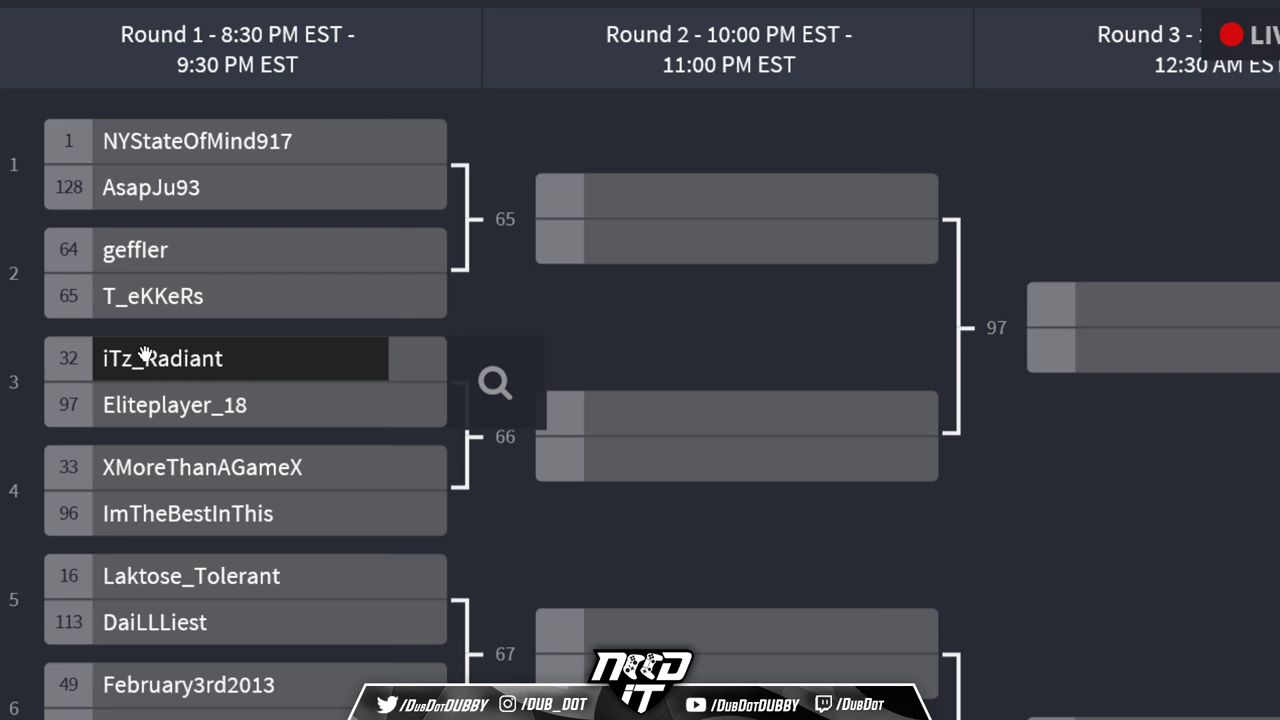 Round 1 - 8:30 PM EST -
9:30 PM EST
Round 2 - 10:00 PM EST -
11:00 PM EST
Round 3 -
12:30 AM EST
LIV
1
1 NYStateOfMind917
128 AsapJu93
65
2
64 geffler
65 T_eKKeRs
97
3
32 iTz_Radiant
97 Eliteplayer_18
66
4
33 XMoreThanAGameX
96 ImTheBestInThis
5
16 Laktose_Tolerant
113 DaiLLLiest
67
6
49 February3rd2013
NEED
iT
/DubDotDUBBY
/DUB_DOT
/DubDotDUBBY
/DubDot